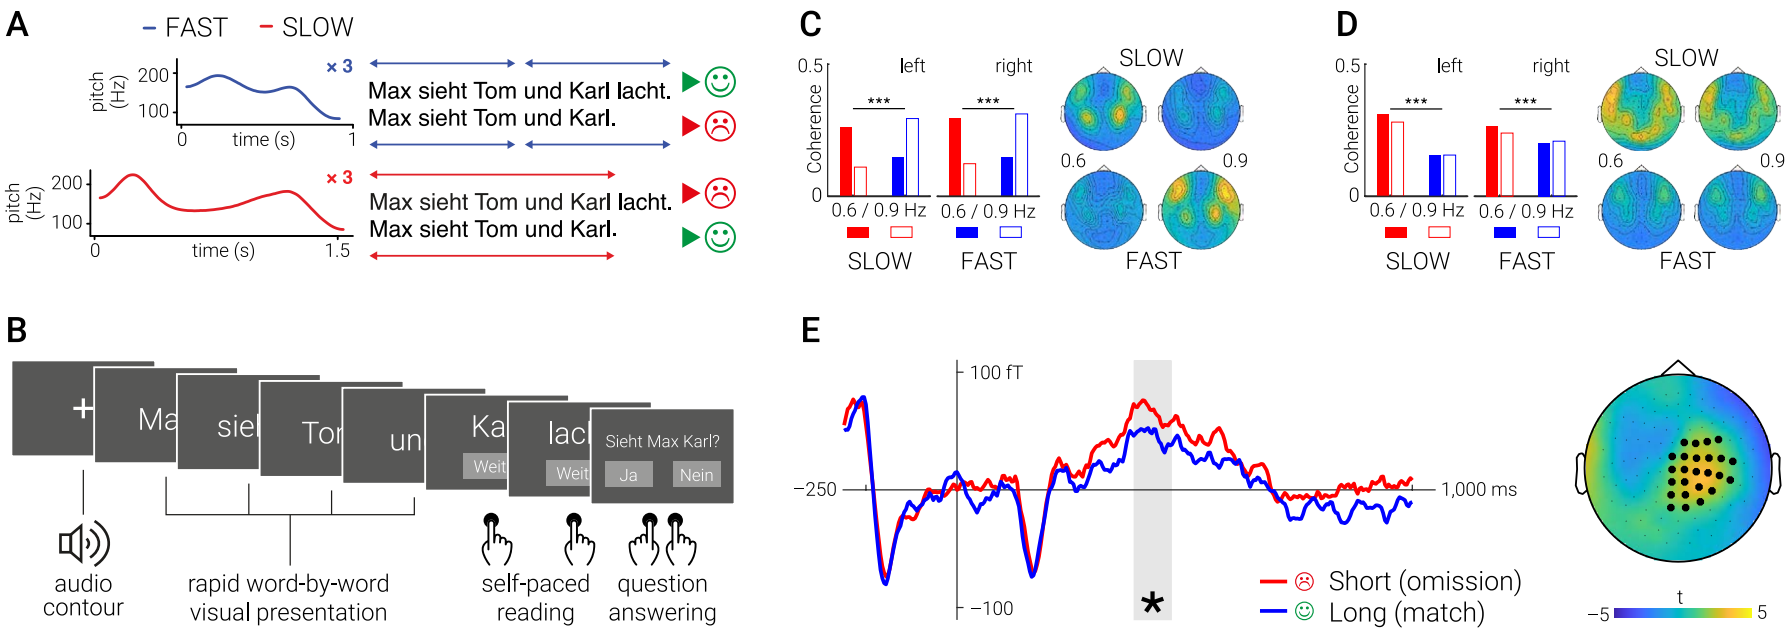 A
FAST
SLOW
pitch
(Hz)
200
100
× 3
0
time (s)
1
Max sieht Tom und Karl lacht.
Max sieht Tom und Karl.
pitch
(Hz)
200
100
× 3
0
time (s)
1.5
Max sieht Tom und Karl lacht.
Max sieht Tom und Karl.
B
+
Ma
siel
Tor
un
Ka
Weit
lacl
Weit
Sieht Max Karl?
Ja
Nein
audio
contour
rapid word-by-word
visual presentation
self-paced
reading
question
answering
C
Coherence
0.5
0
left
right
***
***
0.6 / 0.9 Hz
0.6 / 0.9 Hz
SLOW
FAST
SLOW
0.6
0.9
FAST
D
Coherence
0.5
0
left
right
***
***
0.6 / 0.9 Hz
0.6 / 0.9 Hz
SLOW
FAST
SLOW
0.6
0.9
FAST
E
100 fT
−250
1,000 ms
−100
*
Short (omission)
Long (match)
t
−5
5